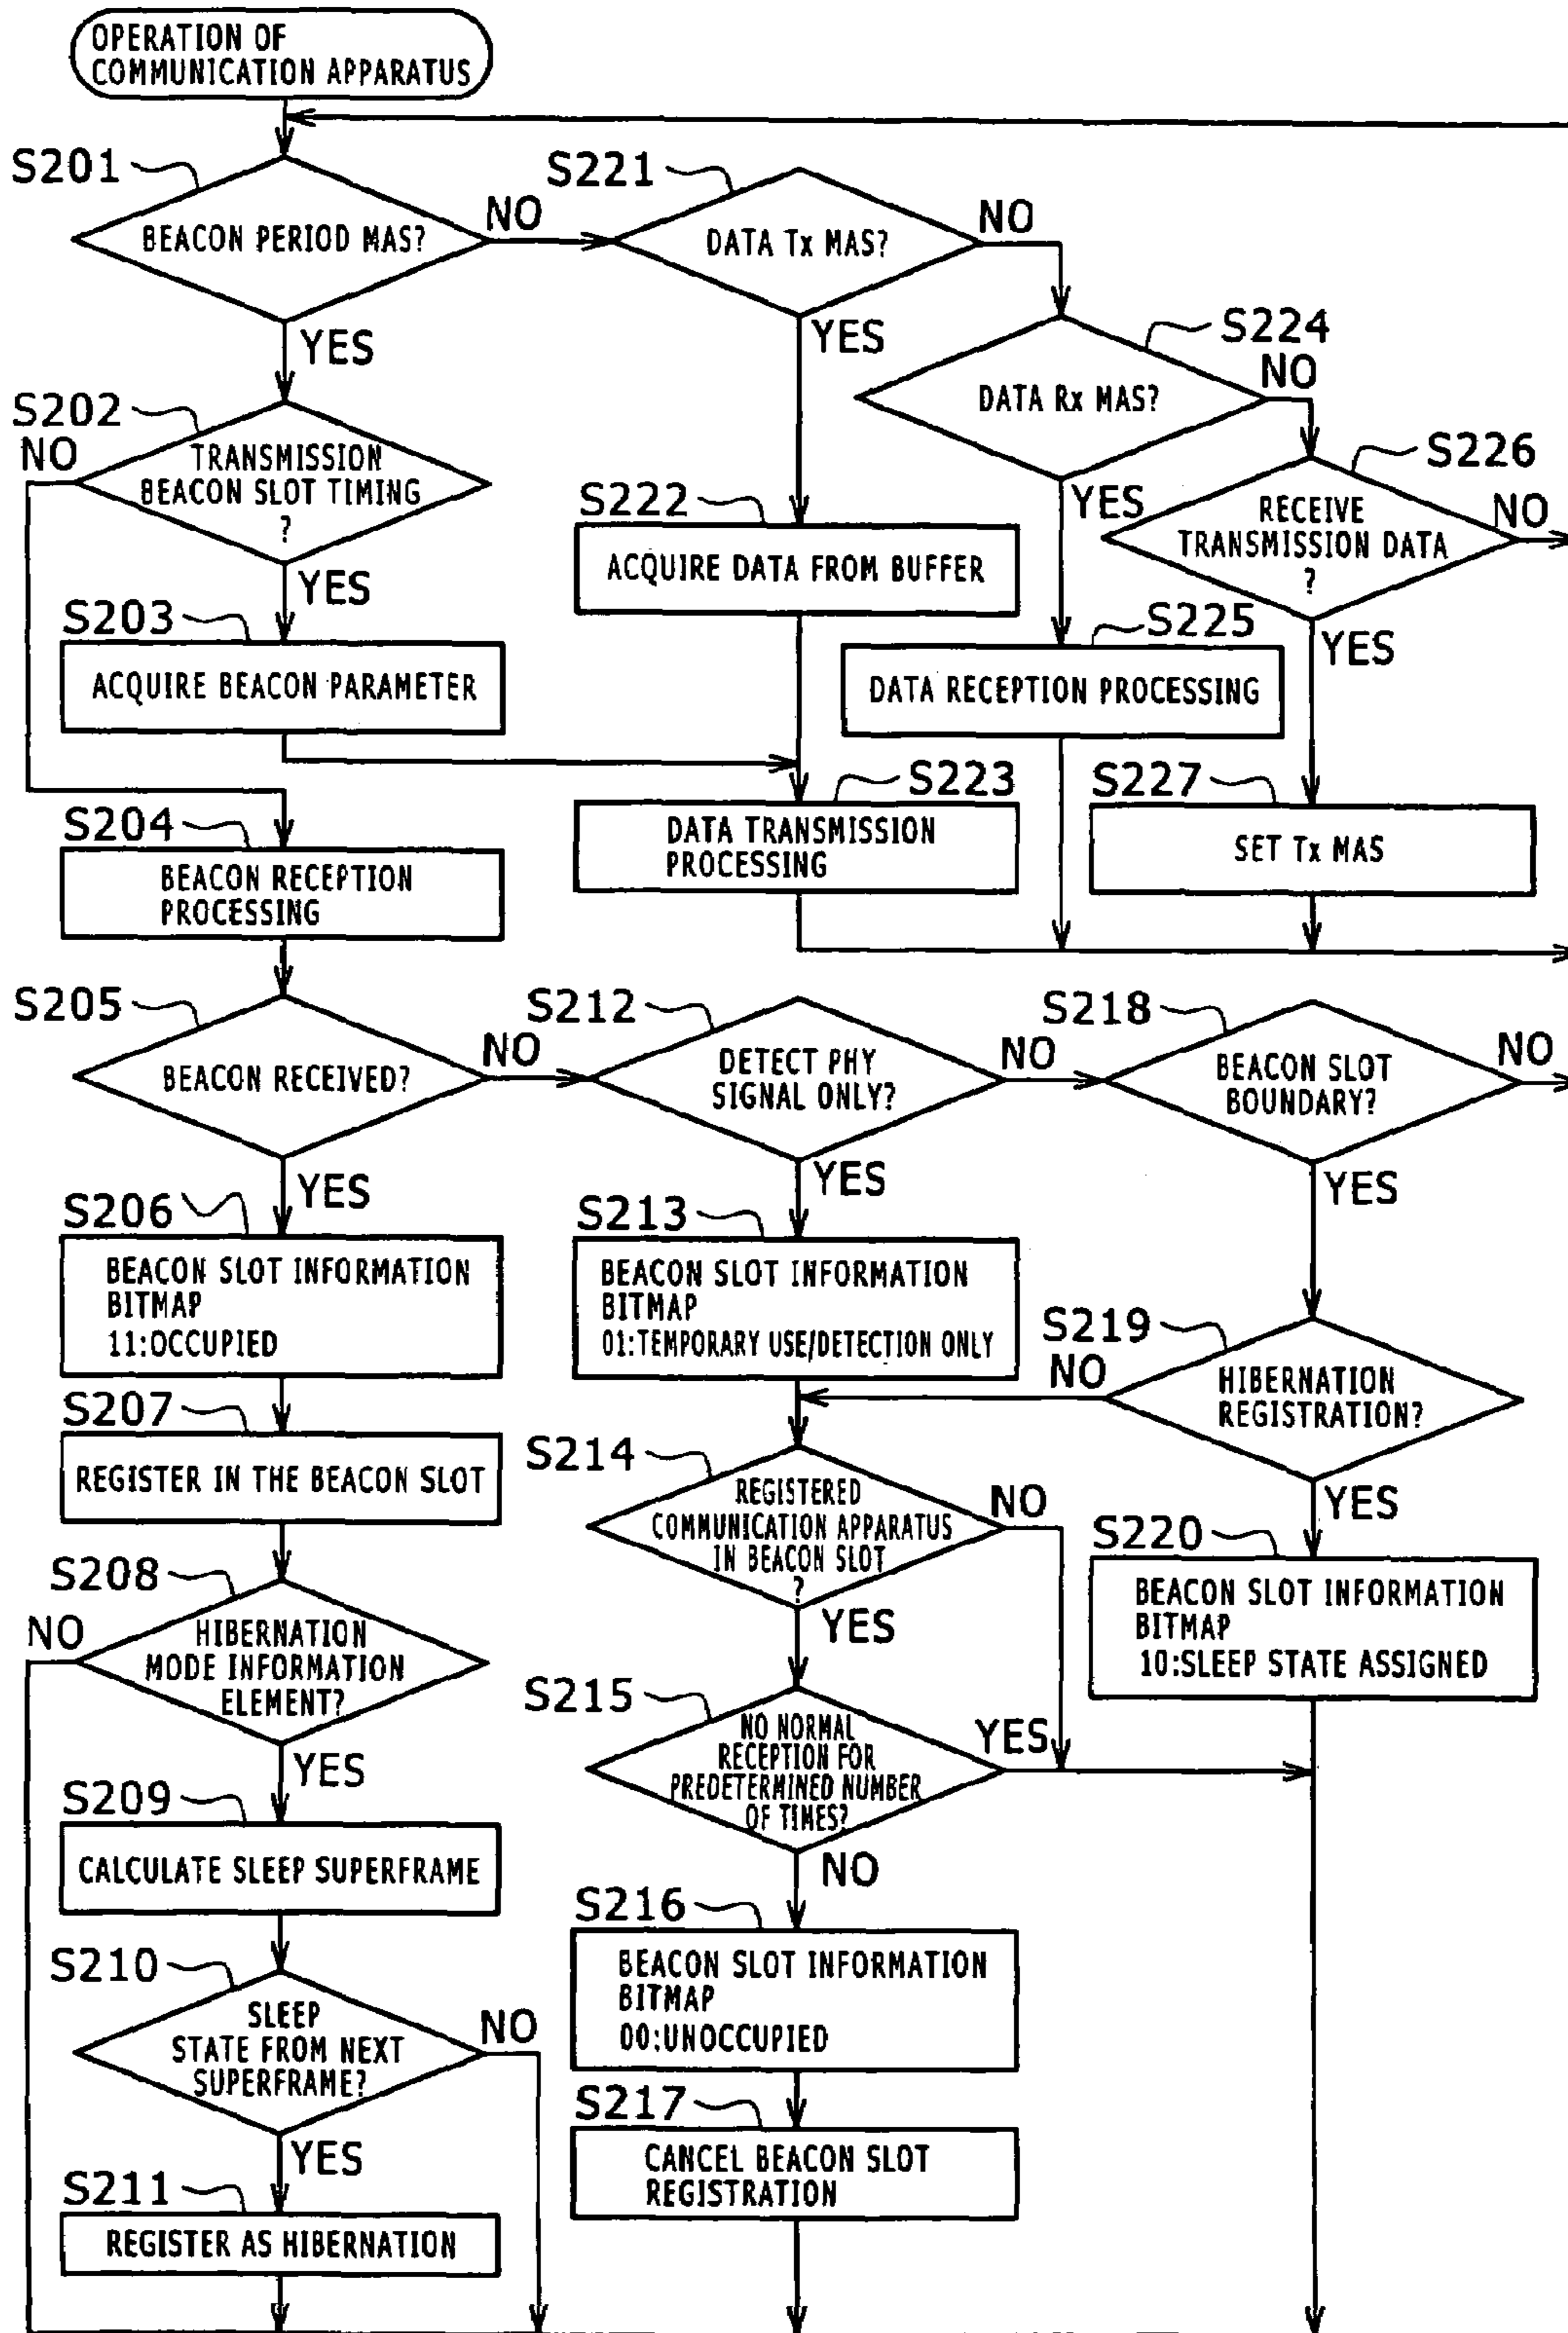 OPERATION OF
COMMUNICATION APPARATUS
S201
BEACON PERIOD MAS?
NO
YES
S221
DATA Tx MAS?
NO
YES
S224
DATA Rx MAS?
NO
YES
S226
RECEIVE
TRANSMISSION DATA
?
NO
YES
S202
NO
TRANSMISSION
BEACON SLOT TIMING
?
YES
S222
ACQUIRE DATA FROM BUFFER
S203
ACQUIRE BEACON PARAMETER
S225
DATA RECEPTION PROCESSING
S223
DATA TRANSMISSION
PROCESSING
S227
SET Tx MAS
S204
BEACON RECEPTION
PROCESSING
S205
BEACON RECEIVED?
NO
YES
S212
DETECT PHY
SIGNAL ONLY?
NO
YES
S218
BEACON SLOT
BOUNDARY?
NO
YES
S206
BEACON SLOT INFORMATION
BITMAP
11:OCCUPIED
S213
BEACON SLOT INFORMATION
BITMAP
01:TEMPORARY USE/DETECTION ONLY
S219
NO
HIBERNATION
REGISTRATION?
YES
S207
REGISTER IN THE BEACON SLOT
S214
REGISTERED
COMMUNICATION APPARATUS
IN BEACON SLOT
?
NO
YES
S220
BEACON SLOT INFORMATION
BITMAP
10:SLEEP STATE ASSIGNED
S208
NO
HIBERNATION
MODE INFORMATION
ELEMENT?
YES
S215
NO NORMAL
RECEPTION FOR
PREDETERMINED NUMBER
OF TIMES?
YES
NO
S209
CALCULATE SLEEP SUPERFRAME
S216
BEACON SLOT INFORMATION
BITMAP
00:UNOCCUPIED
S210
SLEEP
STATE FROM NEXT
SUPERFRAME?
NO
YES
S217
CANCEL BEACON SLOT
REGISTRATION
S211
REGISTER AS HIBERNATION